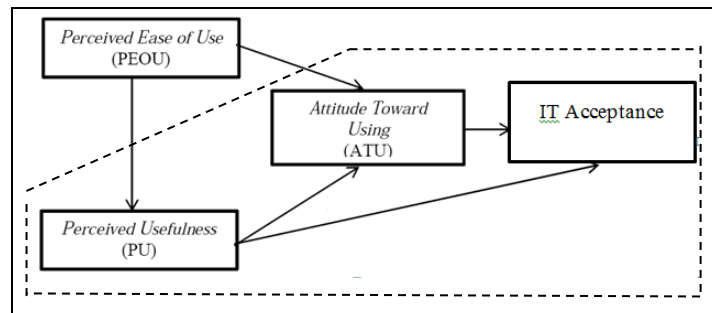 Perceived Ease of Use
(PEOU)
Attitude Toward
Using
(ATU)
IT Acceptance
Perceived Usefulness
(PU)